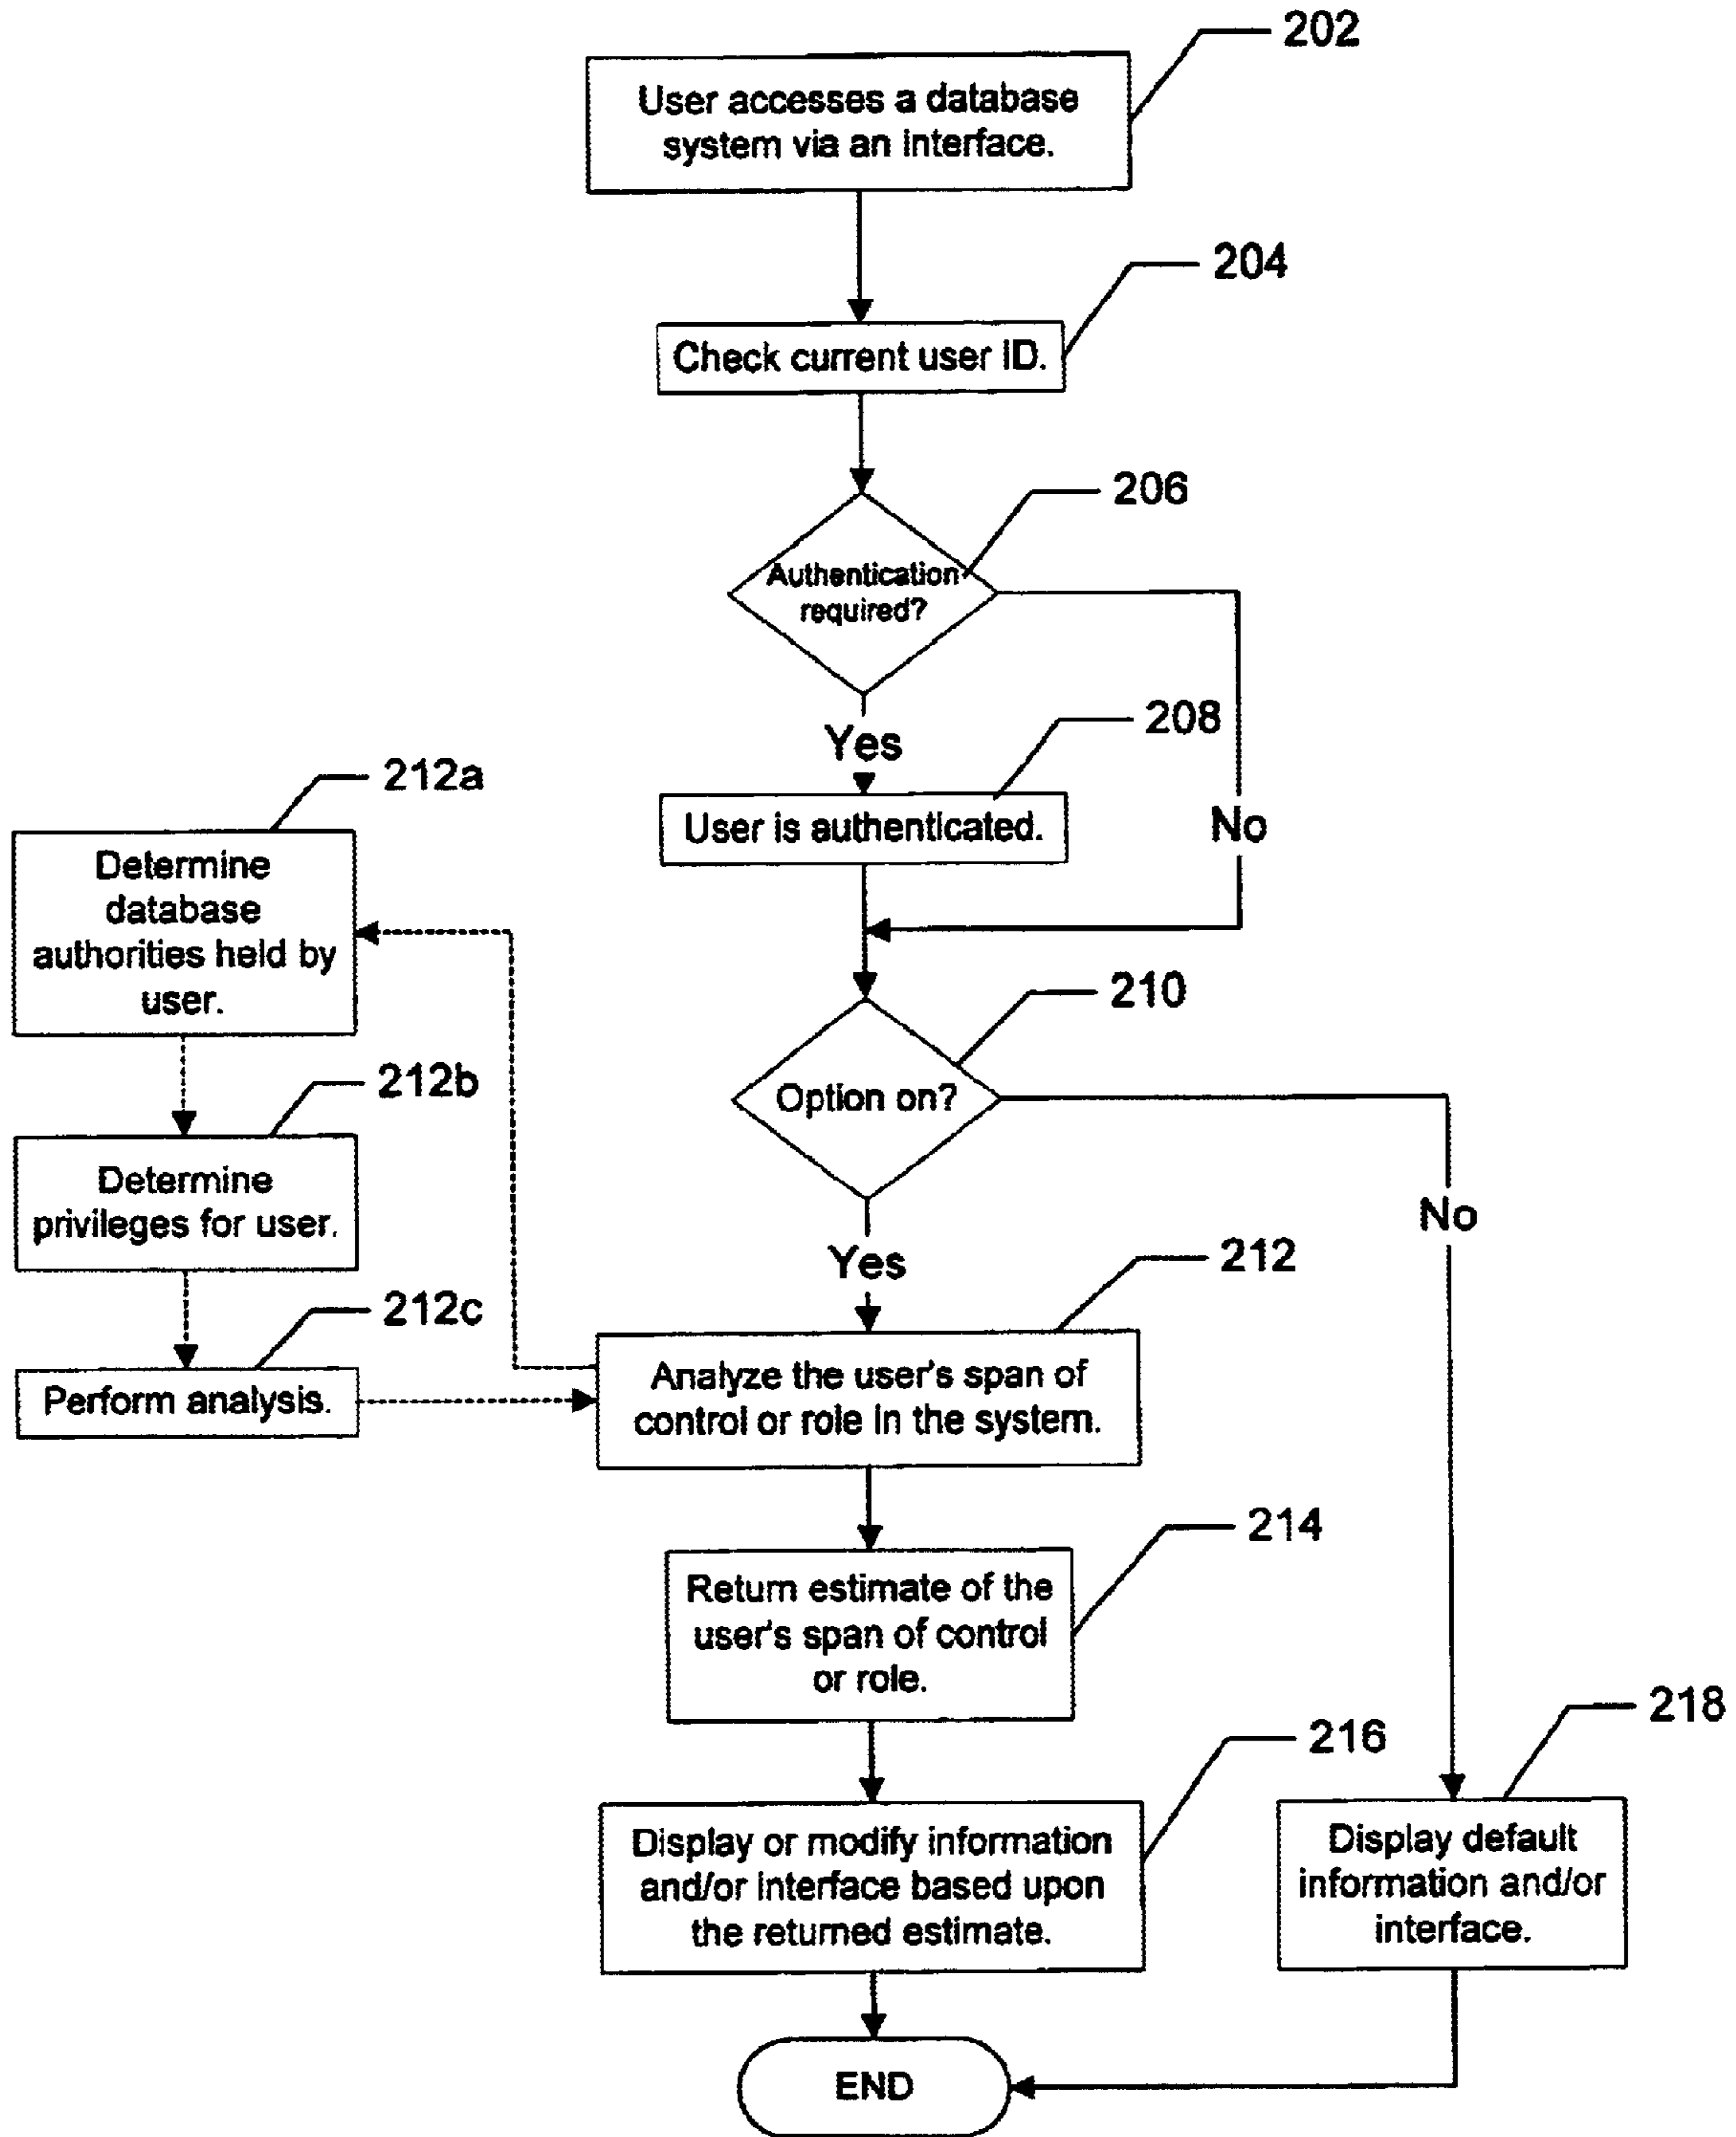 202
User accesses a database
system via an interface.
204
Check current user ID.
206
Authentication
required?
Yes
208
User is authenticated.
No
212a
Determine
database
authorities held by
user.
210
Option on?
212b
Determine
privileges for user.
No
Yes
212
212c
Perform analysis.
Analyze the user's span of
control or role in the system.
214
Return estimate of the
user's span of control
or role.
216
218
Display or modify information
and/or interface based upon
the returned estimate.
Display default
information and/or
interface.
END